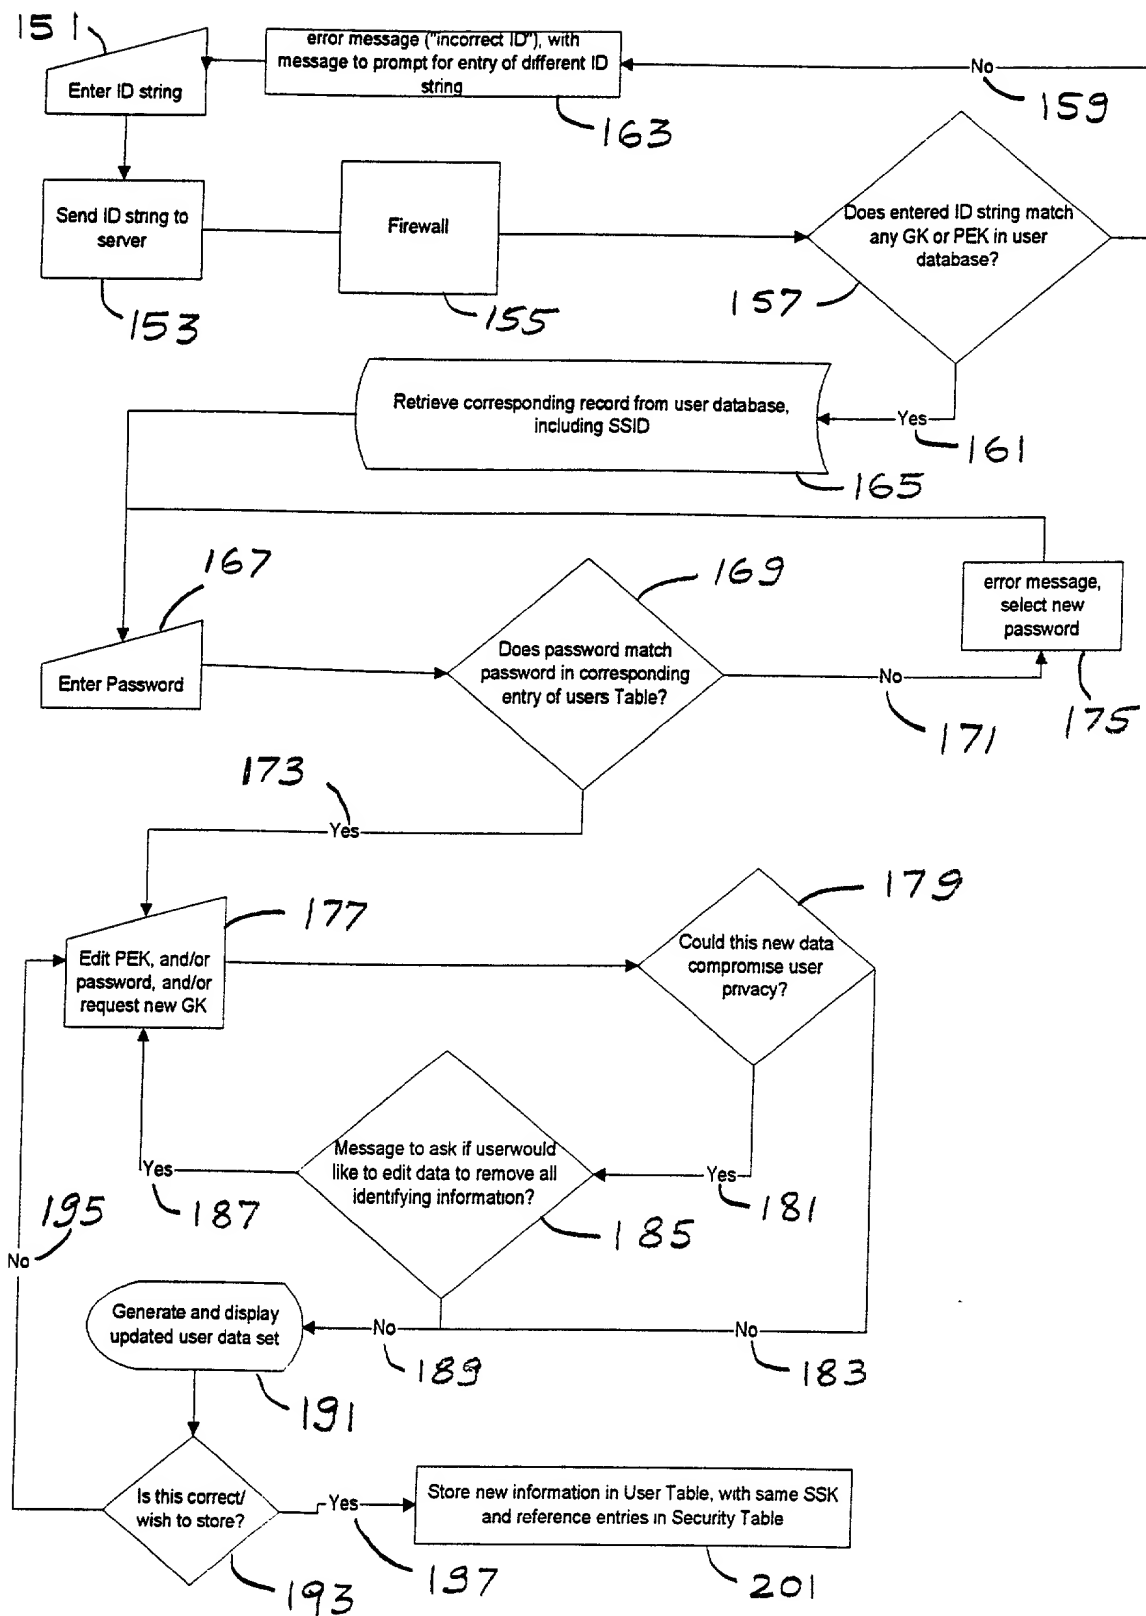 151
Enter ID string
error message ("incorrect ID"), with
message to prompt for entry of different ID
string
163
No
159
Send ID string to
server
153
Firewall
155
Does entered ID string match
any GK or PEK in user
database?
157
Retrieve corresponding record from user database,
including SSID
165
Yes
161
167
Enter Password
169
Does password match
password in corresponding
entry of users Table?
No
171
error message,
select new
password
175
173
Yes
177
Edit PEK, and/or
password, and/or
request new GK
179
Could this new data
compromise user
privacy?
Message to ask if userwould
like to edit data to remove all
identifying information?
185
Yes
187
Yes
181
195
No
Generate and display
updated user data set
191
No
189
No
183
Is this correct/
wish to store?
193
Yes
197
Store new information in User Table, with same SSK
and reference entries in Security Table
201